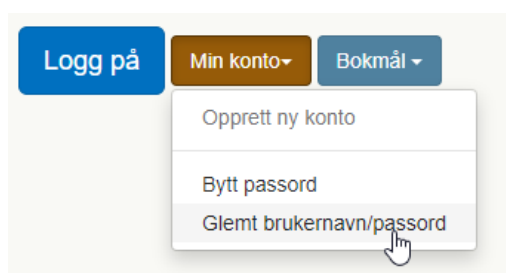 Logg på
Min konto
Bokmål
Opprett ny konto
Bytt passord
Glemt brukernavn/passord